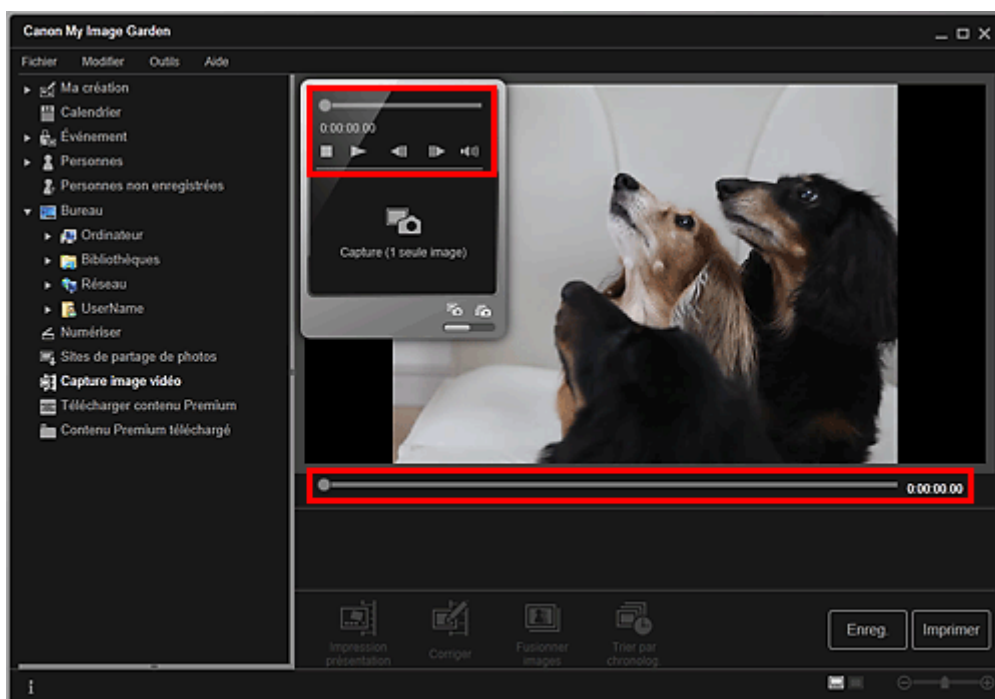 Canon My Image Garden
Fichier Modifier Outils Aide
Ma création
Calendrier
Événement
Personnes
Personnes non enregistrées
Bureau
Ordinateur
Bibliothèques
Réseau
UserName
Numériser
Sites de partage de photos
Capture image vidéo
Télécharger contenu Premium
Contenu Premium téléchargé
0:00:00.00
Capture (1 seule image)
0:00:00.00
Impression
présentation
Corriger
Fusionner
images
Trier par
chronolog.
Enreg.
Imprimer